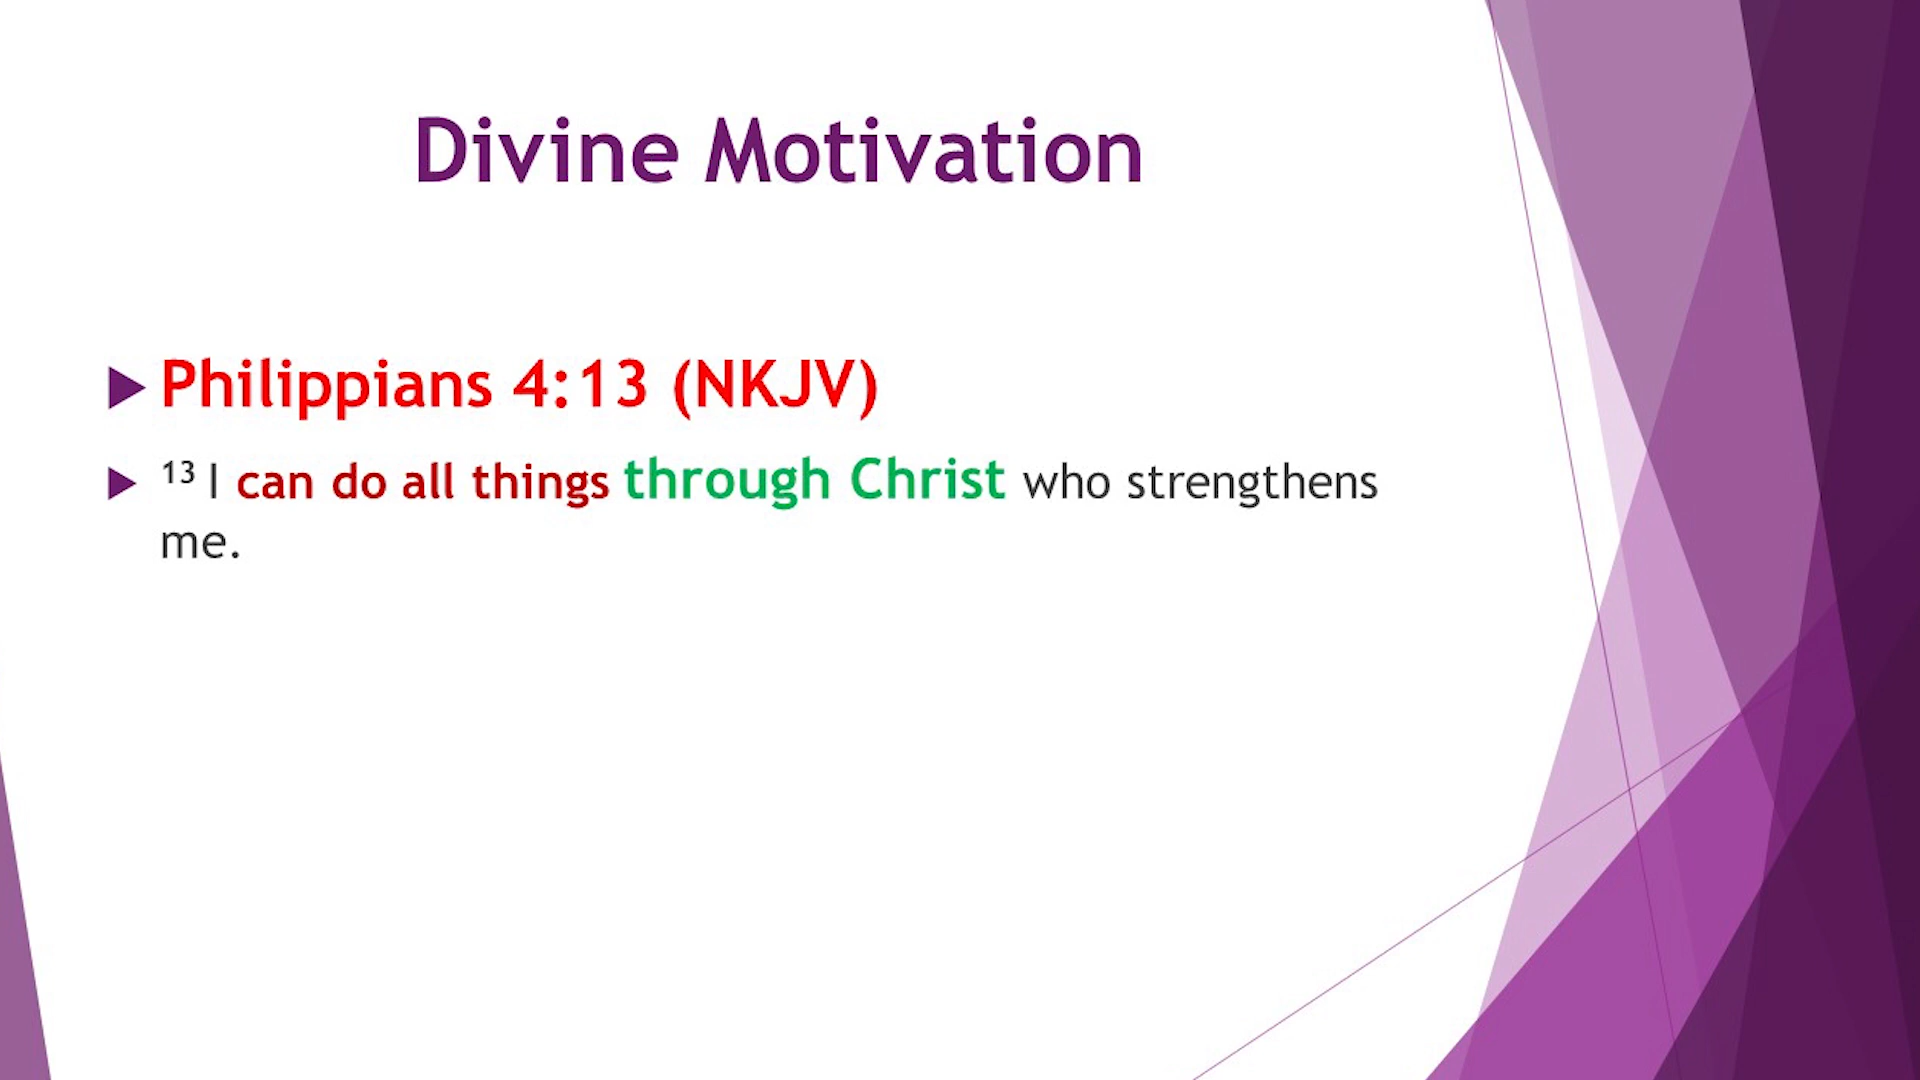 Divine Motivation
Philippians 4:13 (NKJV)
13 I can do all things through Christ who strengthens
me.